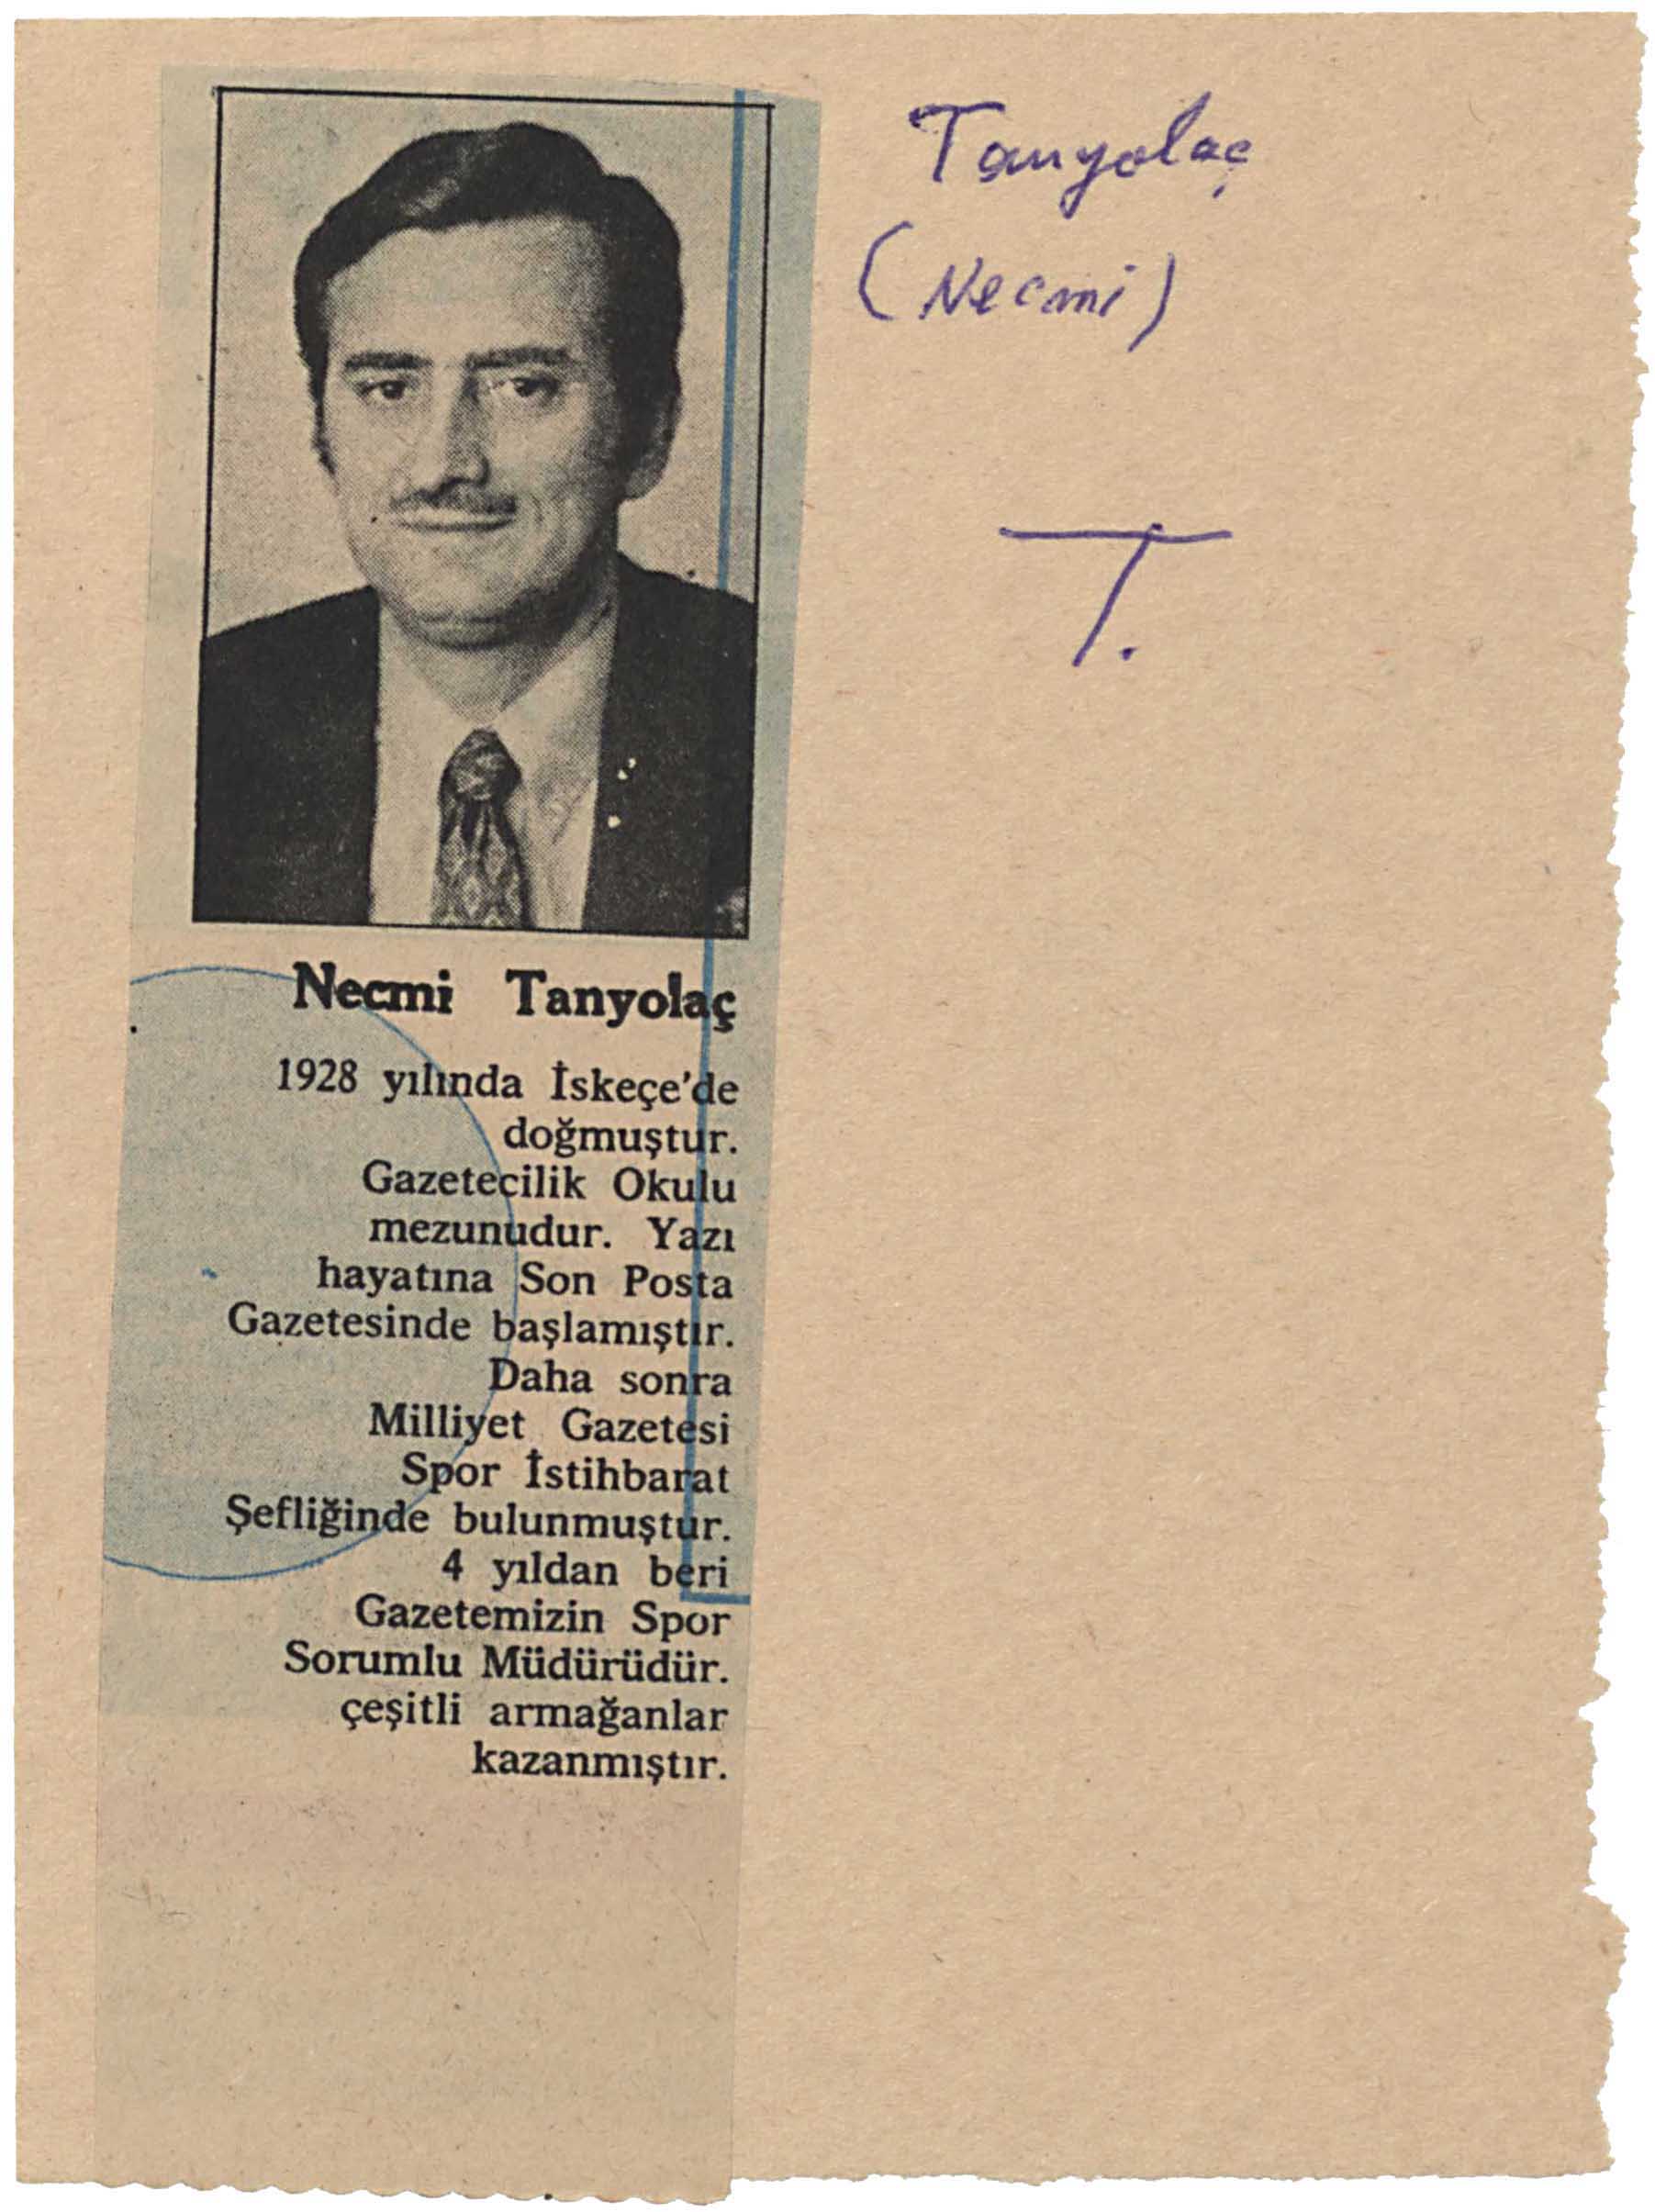 Tanyolaç
(Necmi)
T.
Necmi Tanyolaç
1928 yılında İskeçe'de
doğmuştur.
Gazetecilik Okulu
mezunudur. Yazı
hayatına Son Posta
Gazetesinde başlamıştır.
Daha sonra
Milliyet Gazetesi
Spor İstihbarat
Şefliğinde bulunmuştur.
4 yıldan beri
Gazetemizin Spor
Sorumlu Müdürüdür.
çeşitli armağanlar
kazanmıştır.